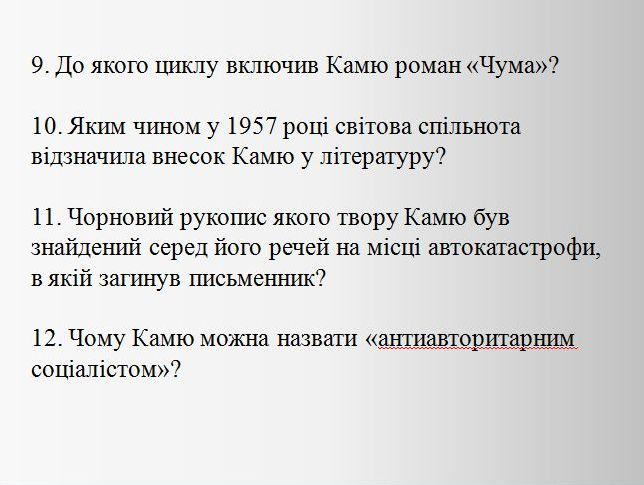 9. До якого циклу включив Камю роман «Чума»?
10. Яким чином у 1957 році світова спільнота
відзначила внесок Камю у літературу?
11. Чорновий рукопис якого твору Камю був
знайдений серед його речей на місці автокатастрофи,
в якій загинув письменник?
12. Чому Камю можна назвати «антиавторитарним
соціалістом»?